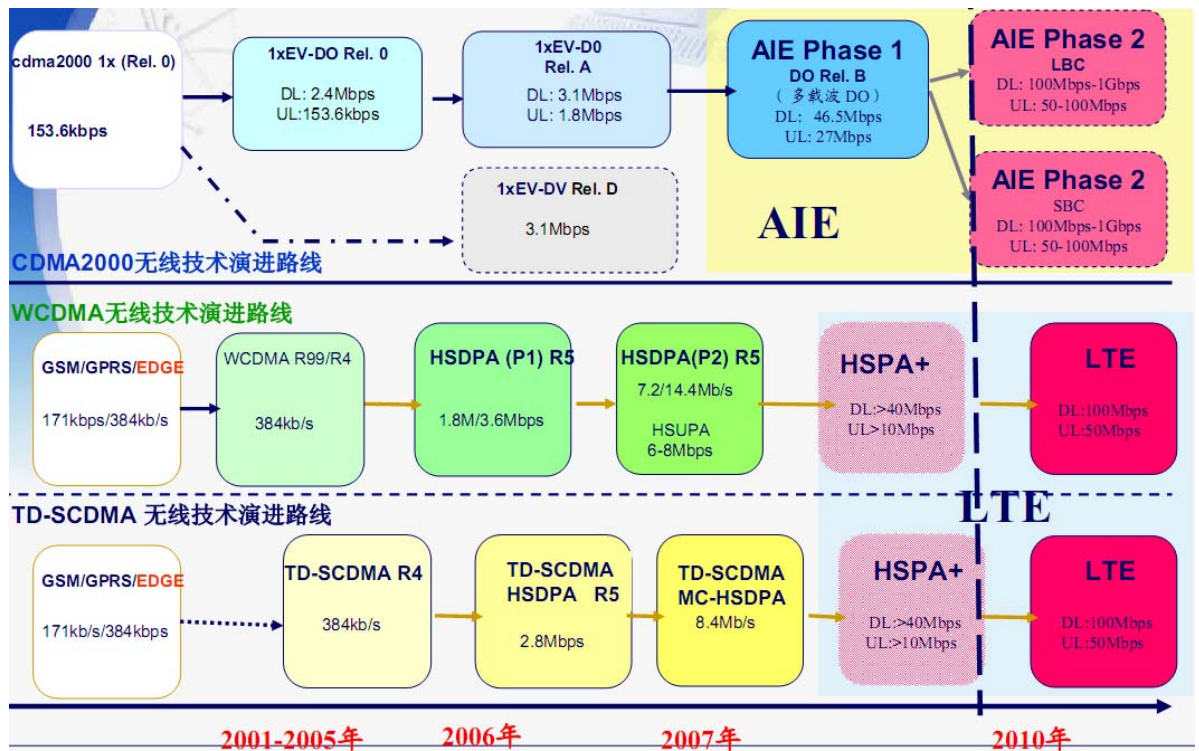 cdma2000 1x (Rel. 0)
153.6kbps
1xEV-DO Rel. 0
DL: 2.4Mbps
UL:153.6kbps
1xEV-D0
Rel. A
DL: 3.1Mbps
UL: 1.8Mbps
AIE Phase 1
DO Rel. B
（多载波 DO）
DL: 46.5Mbps
UL: 27Mbps
AIE Phase 2
LBC
DL: 100Mbps-1Gbps
UL: 50-100Mbps
1xEV-DV Rel. D
3.1Mbps
AIE
AIE Phase 2
SBC
DL: 100Mbps-1Gbps
UL: 50-100Mbps
CDMA2000无线技术演进路线
WCDMA无线技术演进路线
GSM/GPRS/EDGE
171kbps/384kb/s
WCDMA R99/R4
384kb/s
HSDPA (P1) R5
1.8M/3.6Mbps
HSDPA(P2) R5
7.2/14.4Mb/s
HSUPA
6-8Mbps
HSPA+
DL:>40Mbps
UL>10Mbps
LTE
DL:100Mbps
UL:50Mbps
LTE
TD-SCDMA 无线技术演进路线
GSM/GPRS/EDGE
171kb/s/384kbps
TD-SCDMA R4
384kb/s
TD-SCDMA
HSDPA R5
2.8Mbps
TD-SCDMA
MC-HSDPA
8.4Mb/s
HSPA+
DL:>40Mbps
UL:>10Mbps
LTE
DL:100Mbps
UL:50Mbps
2001-2005年
2006年
2007年
2010年